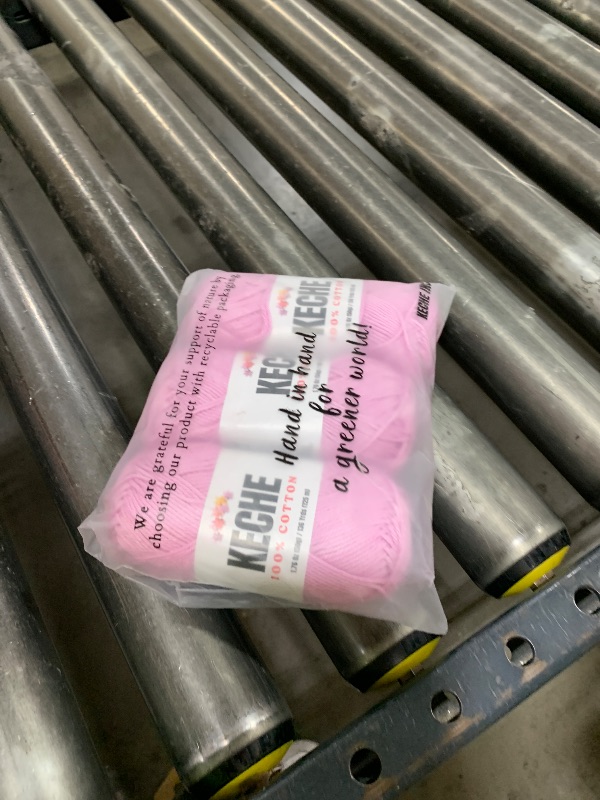 We are grateful for your support of nature by
choosing our product with recyclable packaging.
Hand in hand
for
a greener world!
KECHE
100% COTTON
KECHE
KECHE
100% COTTON